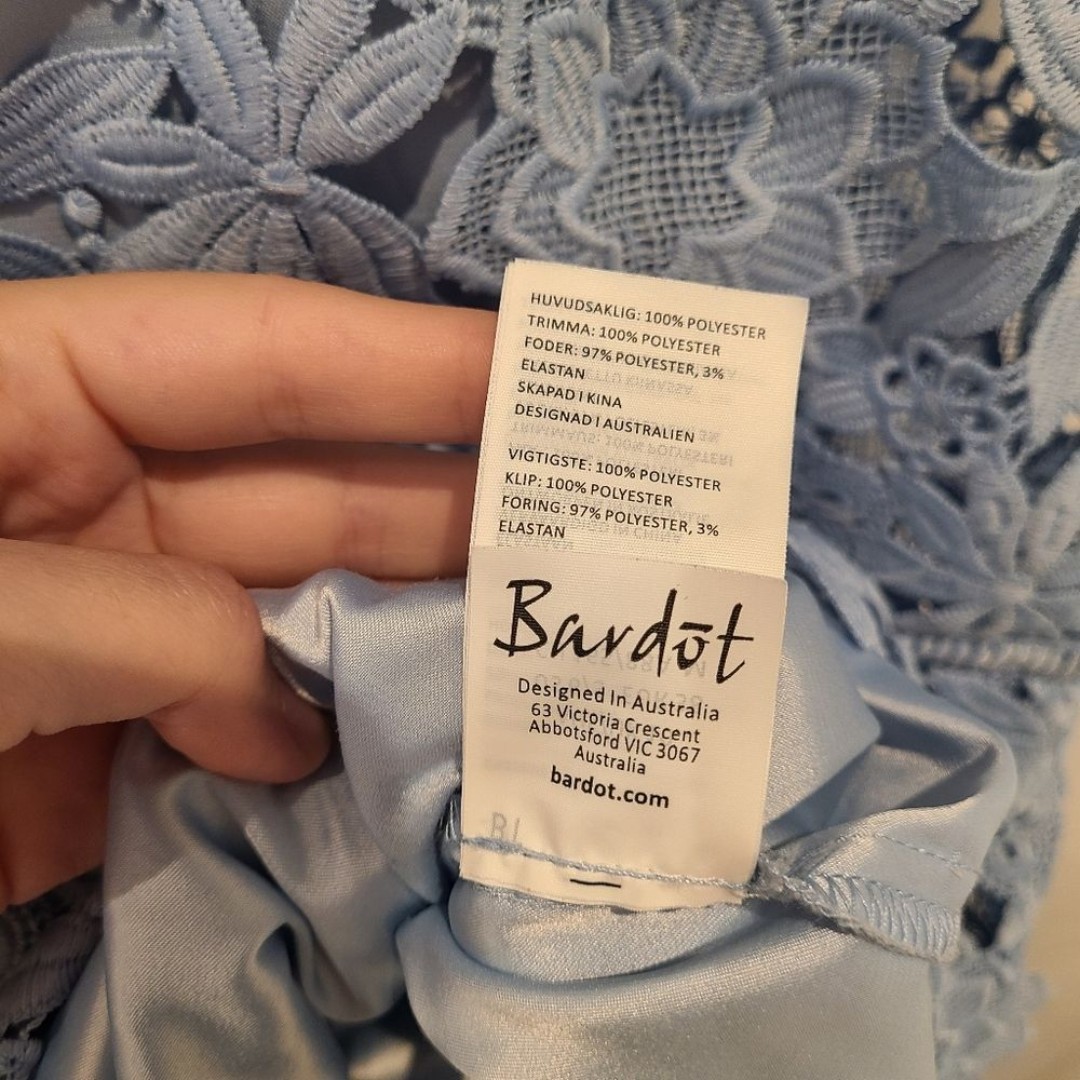 HUVUDSAKLIG: 100% POLYESTER
TRIMMA: 100% POLYESTER
FODER: 97% POLYESTER, 3%
ELASTAN
SKAPAD I KINA
DESIGNAD I AUSTRALIEN
VIGTIGSTE: 100% POLYESTER
KLIP: 100% POLYESTER
FORING: 97% POLYESTER, 3%
ELASTAN
Bardōt
Designed In Australia
63 Victoria Crescent
Abbotsford VIC 3067
Australia
bardot.com